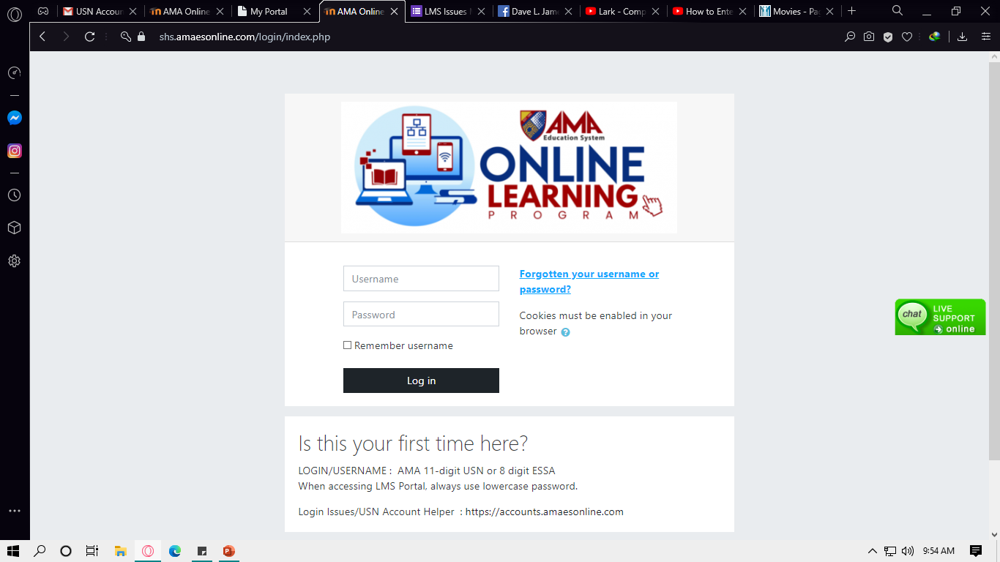 USN Accoun
AMA Online
My Portal
AMA Online
LMS Issues
Dave L. Jam
Lark - Comp
How to Ente
Movies - Pa
shs.amaesonline.com/login/index.php
AMA
Education System
ONLINE
LEARNING
PROGRAM
Username
Forgotten your username or
password?
Password
Cookies must be enabled in your
browser ?
Remember username
Log in
chat
LIVE
SUPPORT
online
Is this your first time here?
LOGIN/USERNAME : AMA 11-digit USN or 8 digit ESSA
When accessing LMS Portal, always use lowercase password.
Login Issues/USN Account Helper : https://accounts.amaesonline.com
9:54 AM